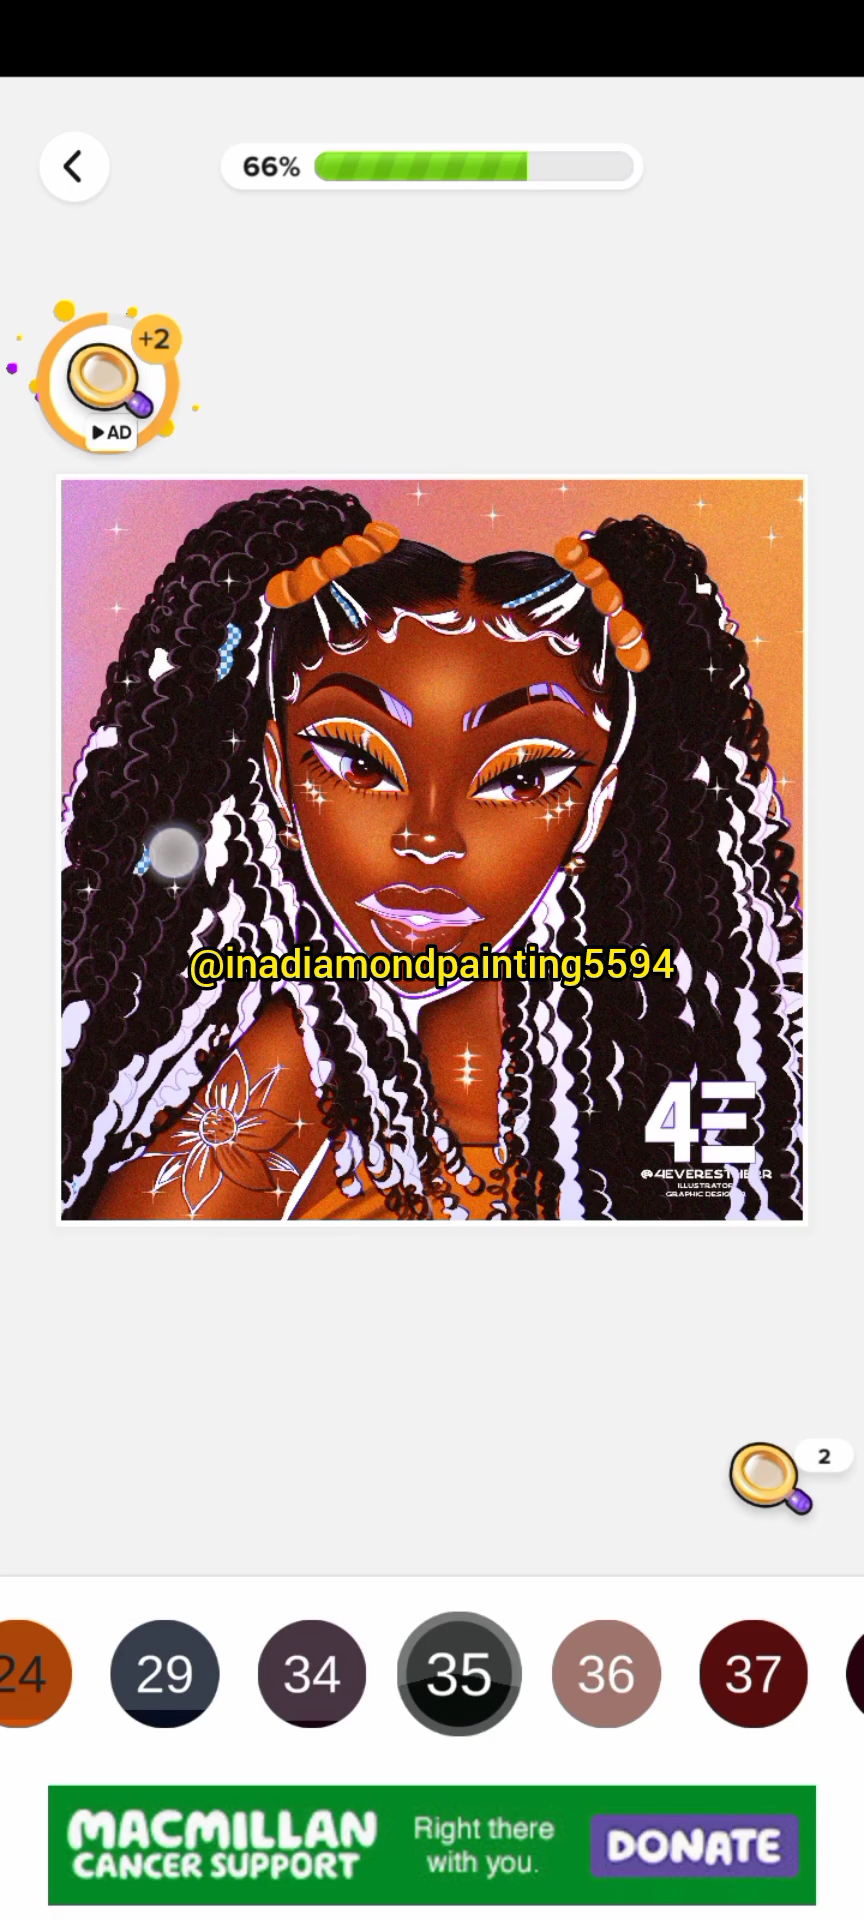 66%
+2
AD
@inadiamondpainting5594
4E
ILLUSTRATOR
2
24
29
34
35
36
37
MACMILLAN
CANCER SUPPORT
Right there
with you.
DONATE